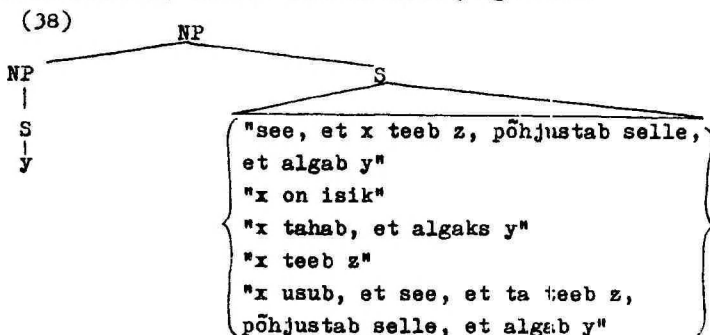 (38)
NP
NP S
S
y
"see, et x teeb z, põhjustab selle,
et algab y"
"x on isik"
"x tahab, et algaks y"
"x teeb z"
"x usub, et see, et ta teeb z,
põhjustab selle, et algab y"